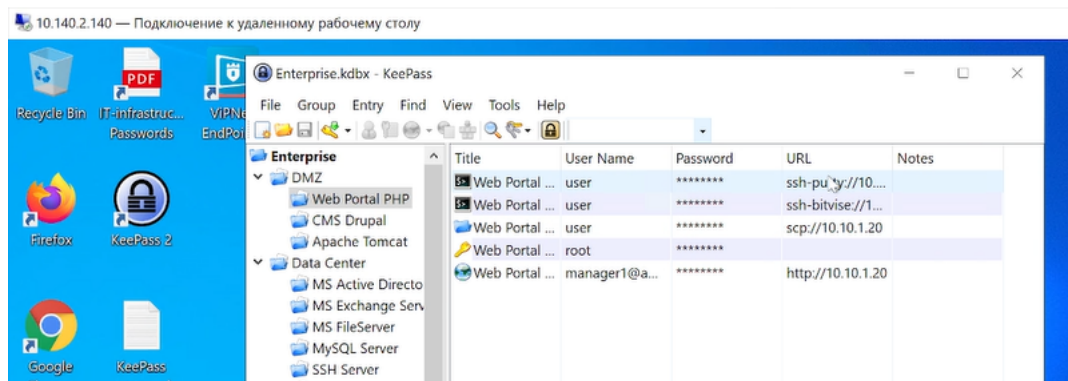 10.140.2.140 — Подключение к удаленному рабочему столу
Enterprise.kdbx - KeePass
File Group Entry Find View Tools Help
Recycle Bin
IT-infrastruc...
Passwords
ViPNe
EndPoi
PDF
Firefox
KeePass 2
Google
KeePass
Enterprise
DMZ
Web Portal PHP
CMS Drupal
Apache Tomcat
Data Center
MS Active Directo
MS Exchange Serv
MS FileServer
MySQL Server
SSH Server
Title User Name Password URL Notes
Web Portal ... user ******** ssh-putty://10....
Web Portal ... user ******** ssh-bitvise://1...
Web Portal ... user ******** scp://10.10.1.20
Web Portal ... root ********
Web Portal ... manager1@a... ******** http://10.10.1.20